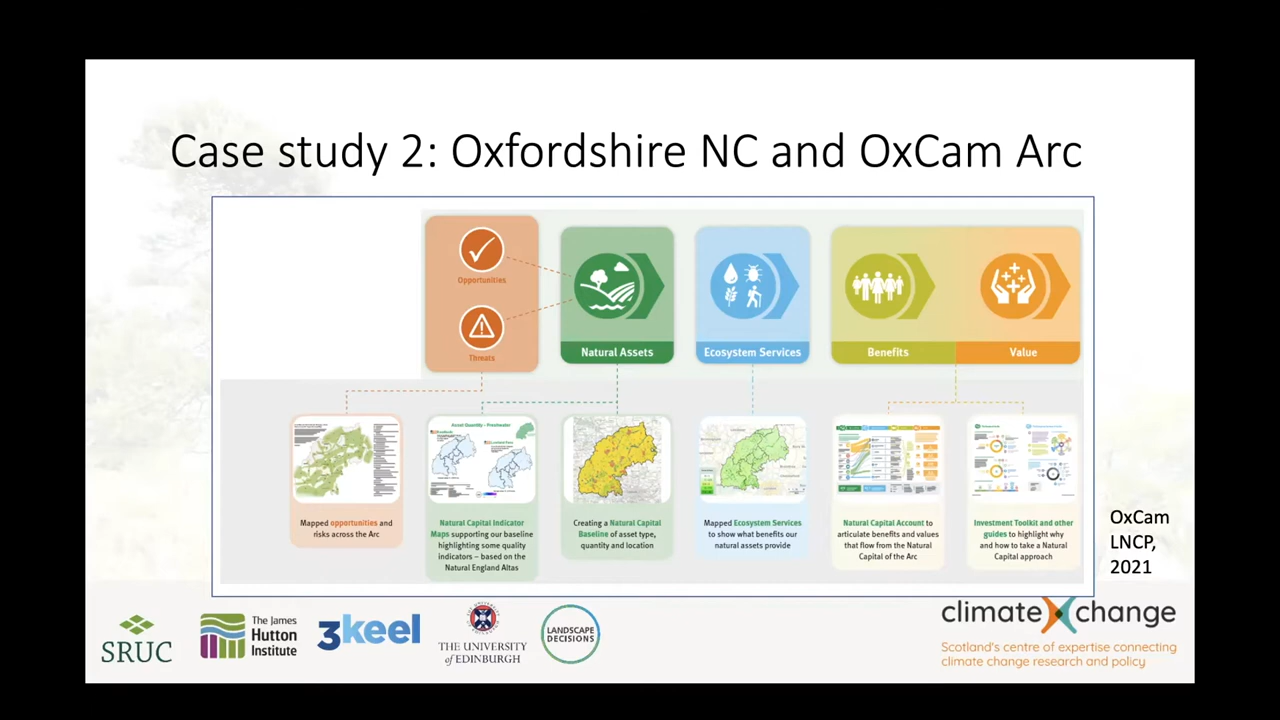 Case study 2: Oxfordshire NC and OxCam Arc
Opportunities
Threats
Natural Assets
Ecosystem Services
Benefits
Value
Mapped opportunities and
risks across the Arc
Asset Quantity - Freshwater
Natural Capital Indicator
Maps supporting our baseline
highlighting some quality
indicators – based on the
Natural England Altas
Creating a Natural Capital
Baseline of asset type,
quantity and location
Mapped Ecosystem Services
to show what benefits our
natural assets provide
Natural Capital Account to
articulate benefits and values
that flow from the Natural
Capital of the Arc
Investment Toolkit and other
guides to highlight why
and how to take a Natural
Capital approach
OxCam
LNCP,
2021
SRUC
The James
Hutton
Institute
3keel
THE UNIVERSITY
of EDINBURGH
LANDSCAPE
DECISIONS
climateXchange
Scotland's centre of expertise connecting
climate change research and policy